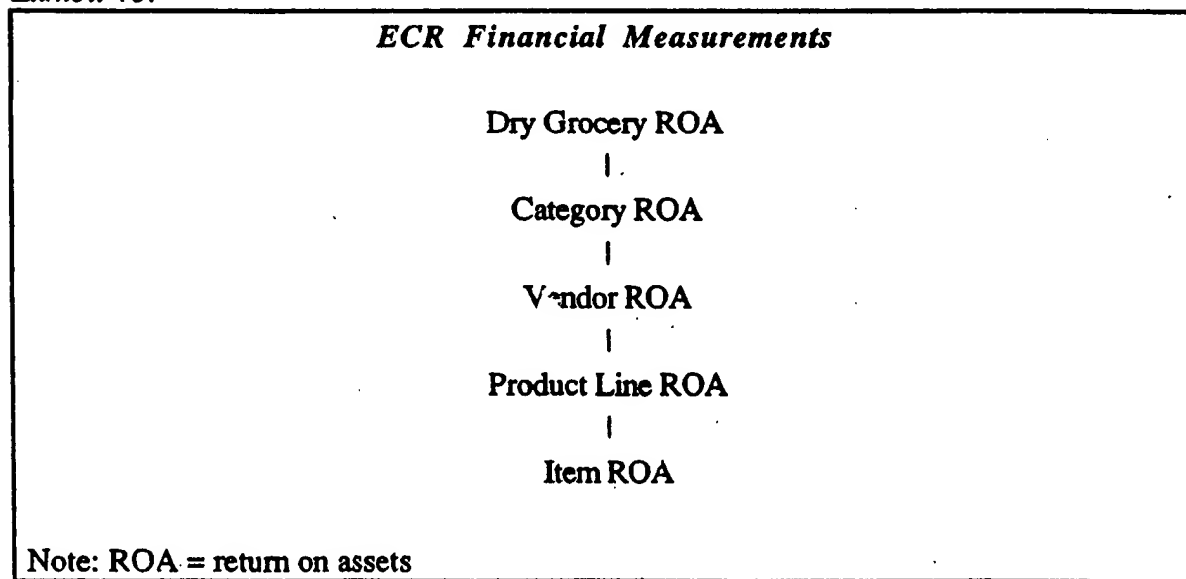 ECR Financial Measurements
Dry Grocery ROA
|
Category ROA
|
Vendor ROA
|
Product Line ROA
|
Item ROA
Note: ROA = return on assets